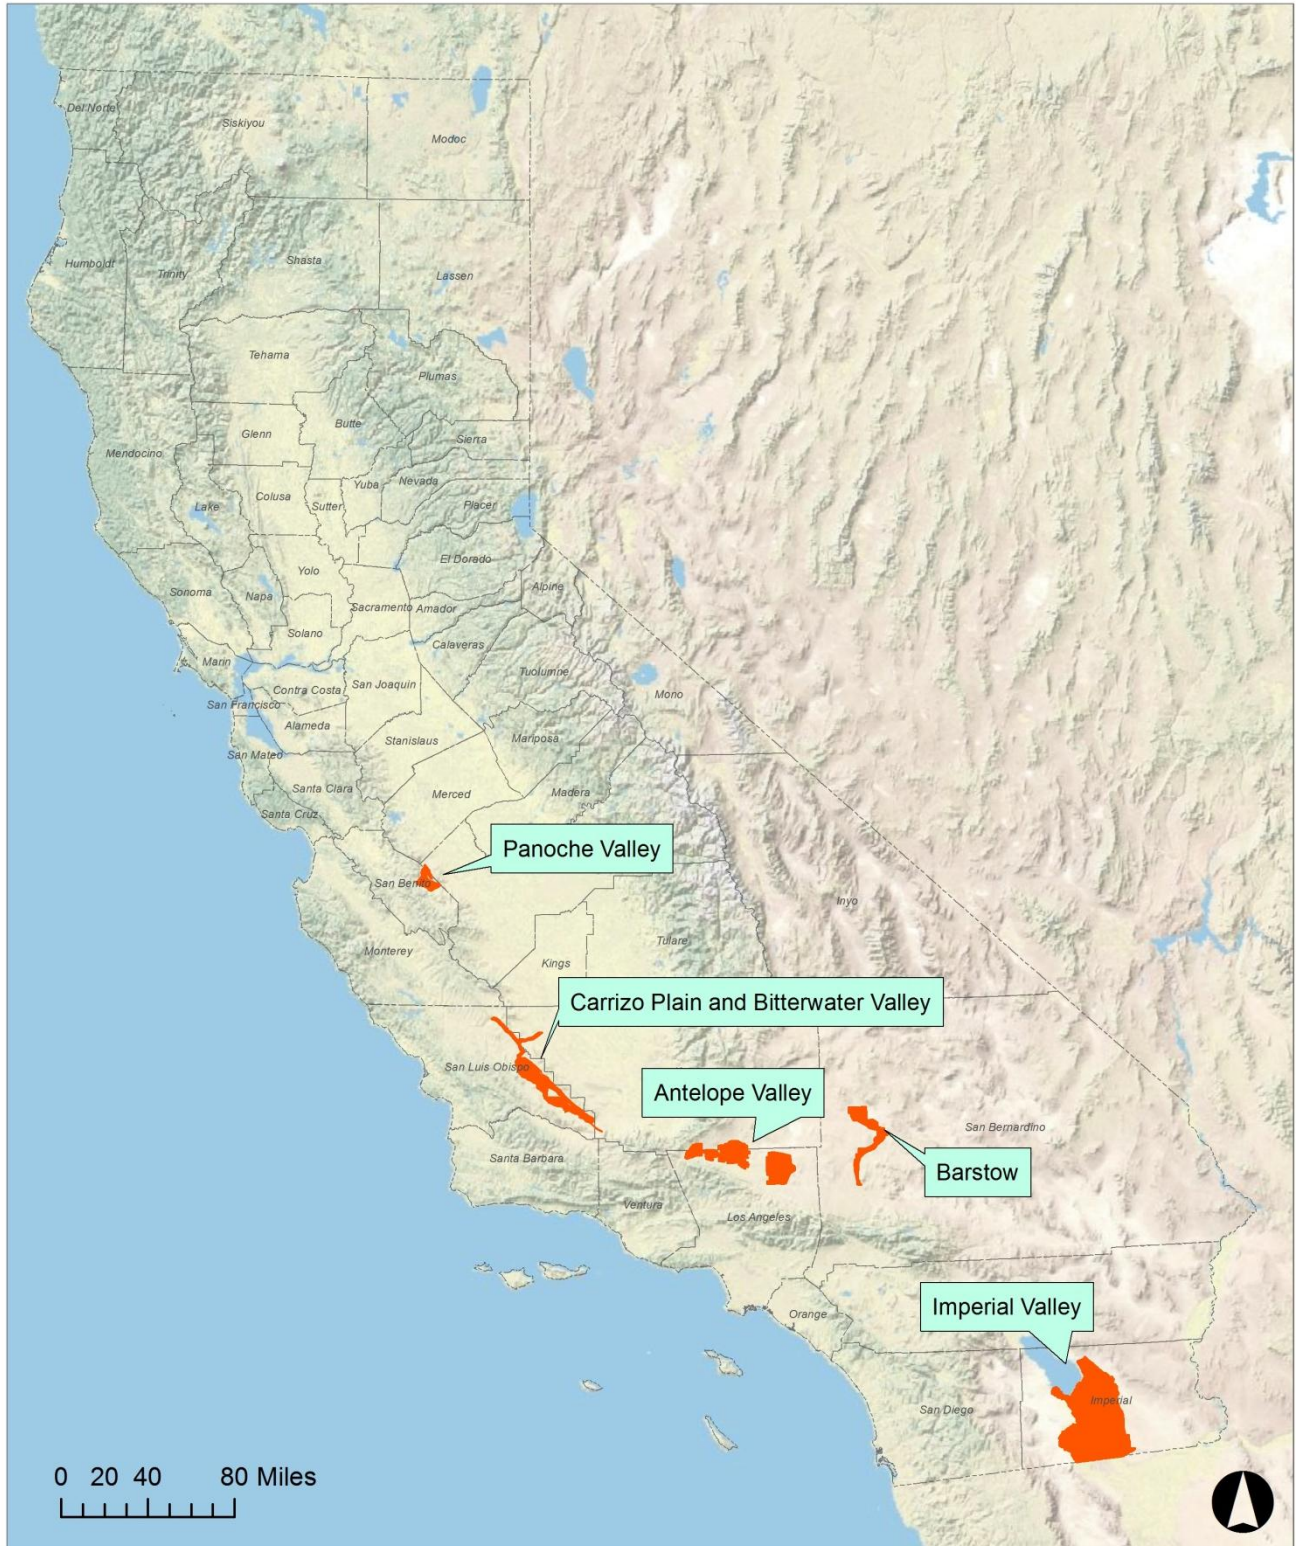 Del Norte
Siskiyou
Modoc
Humboldt
Trinity
Shasta
Lassen
Tehama
Plumas
Butte
Glenn
Sierra
Mendocino
Lake
Colusa
Sutter
Yuba
Nevada
Placer
El Dorado
Yolo
Sonoma
Napa
Alpine
Sacramento
Amador
Solano
Calaveras
Marin
Tuolumne
Contra Costa
San Joaquin
Mono
San Francisco
Alameda
Stanislaus
Mariposa
San Mateo
Santa Clara
Merced
Madera
Santa Cruz
Panoche Valley
San Benito
Inyo
Monterey
Tulare
Kings
Carrizo Plain and Bitterwater Valley
San Luis Obispo
Antelope Valley
San Bernardino
Santa Barbara
Barstow
Ventura
Los Angeles
Orange
Imperial Valley
San Diego
Imperial
0 20 40 80 Miles